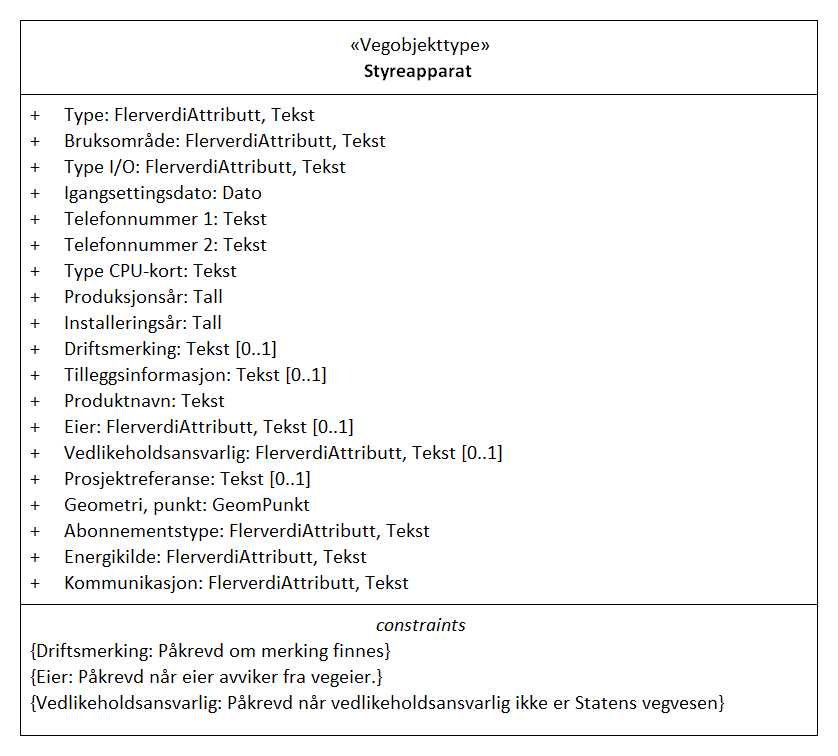 «Vegobjekttype»
Styreapparat
+ Type: FlerverdiAttributt, Tekst
+ Bruksområde: FlerverdiAttributt, Tekst
+ Type I/O: FlerverdiAttributt, Tekst
+ Igangsettingsdato: Dato
+ Telefonnummer 1: Tekst
+ Telefonnummer 2: Tekst
+ Type CPU-kort: Tekst
+ Produksjonsår: Tall
+ Installeringsår: Tall
+ Driftsmerking: Tekst [0..1]
+ Tilleggsinformasjon: Tekst [0..1]
+ Produktnavn: Tekst
+ Eier: FlerverdiAttributt, Tekst [0..1]
+ Vedlikeholdsansvarlig: FlerverdiAttributt, Tekst [0..1]
+ Prosjektreferanse: Tekst [0..1]
+ Geometri, punkt: GeomPunkt
+ Abonnementstype: FlerverdiAttributt, Tekst
+ Energikilde: FlerverdiAttributt, Tekst
+ Kommunikasjon: FlerverdiAttributt, Tekst
constraints
{Driftsmerking: Påkrevd om merking finnes}
{Eier: Påkrevd når eier avviker fra vegeier.}
{Vedlikeholdsansvarlig: Påkrevd når vedlikeholdsansvarlig ikke er Statens vegvesen}